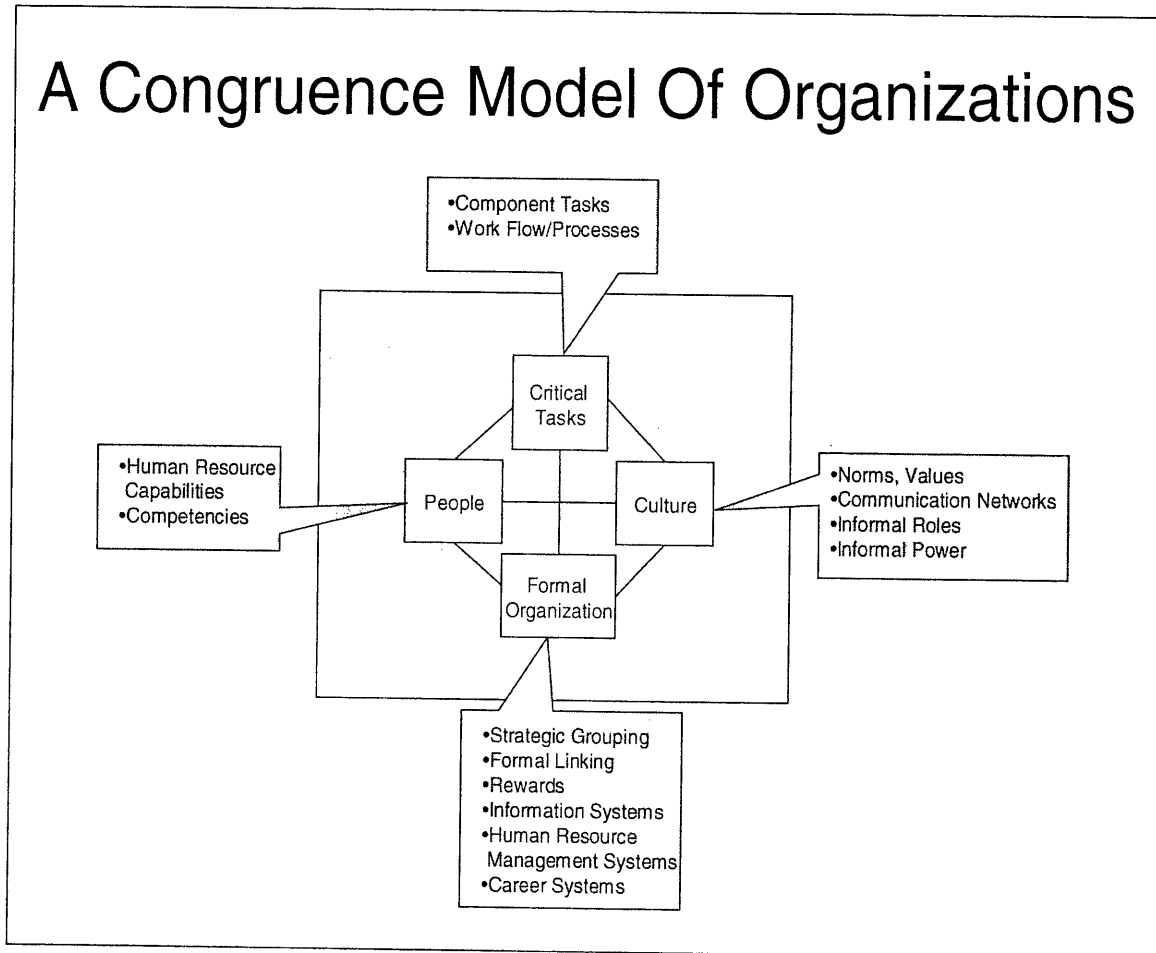 A Congruence Model Of Organizations
•Component Tasks
•Work Flow/Processes
Critical
Tasks
•Human Resource
Capabilities
•Competencies
People
Culture
•Norms, Values
•Communication Networks
•Informal Roles
•Informal Power
Formal
Organization
•Strategic Grouping
•Formal Linking
•Rewards
•Information Systems
•Human Resource
Management Systems
•Career Systems